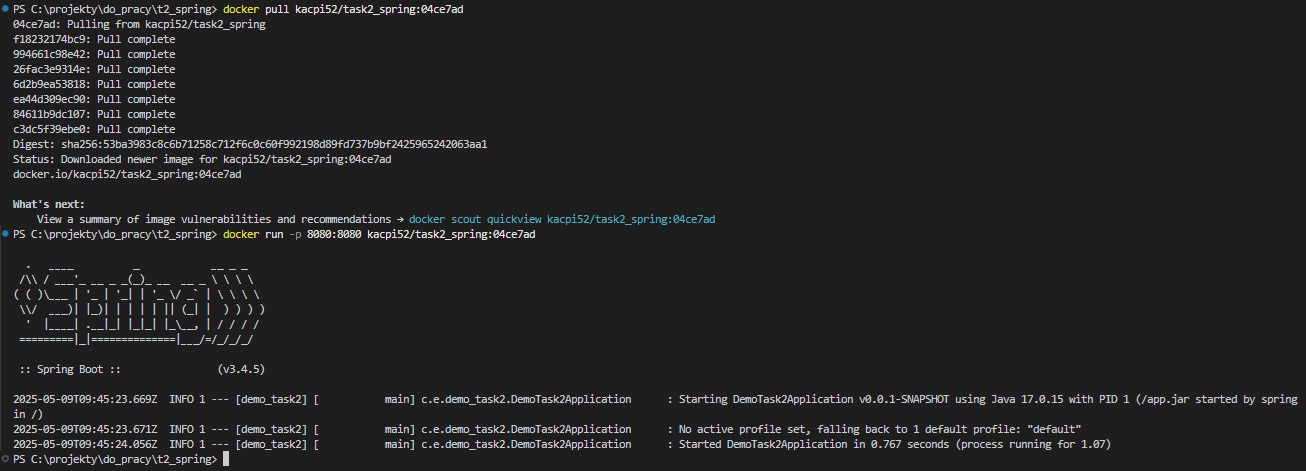 PS C:\projekty\do_pracy\t2_spring> docker pull kacpi52/task2_spring:04ce7ad
04ce7ad: Pulling from kacpi52/task2_spring
f18232174bc9: Pull complete
994661c98e42: Pull complete
26fac3e9314e: Pull complete
6d2b9ea53818: Pull complete
ea44d309ec90: Pull complete
84611b9dc107: Pull complete
c3dc5f39ebe0: Pull complete
Digest: sha256:53ba3983c8c6b71258c712f6c0c60f992198d89fd737b9bf2425965242063aa1
Status: Downloaded newer image for kacpi52/task2_spring:04ce7ad
docker.io/kacpi52/task2_spring:04ce7ad
What's next:
    View a summary of image vulnerabilities and recommendations → docker scout quickview kacpi52/task2_spring:04ce7ad
PS C:\projekty\do_pracy\t2_spring> docker run -p 8080:8080 kacpi52/task2_spring:04ce7ad
  .   ____          _            __ _ _
 /\\ / ___'_ __ _ _(_)_ __  __ _ \ \ \ \
( ( )\___ | '_ | '_| | '_ \/ _` | \ \ \ \
 \\/  ___)| |_)| | | | | || (_| |  ) ) ) )
  '  |____| .__|_| |_|_| |_\__, | / / / /
 =========|_|==============|___/=/_/_/_/
 :: Spring Boot ::                (v3.4.5)
2025-05-09T09:45:23.669Z  INFO 1 --- [demo_task2] [           main] c.e.demo_task2.DemoTask2Application      : Starting DemoTask2Application v0.0.1-SNAPSHOT using Java 17.0.15 with PID 1 (/app.jar started by spring
in /)
2025-05-09T09:45:23.671Z  INFO 1 --- [demo_task2] [           main] c.e.demo_task2.DemoTask2Application      : No active profile set, falling back to 1 default profile: "default"
2025-05-09T09:45:24.056Z  INFO 1 --- [demo_task2] [           main] c.e.demo_task2.DemoTask2Application      : Started DemoTask2Application in 0.767 seconds (process running for 1.07)
PS C:\projekty\do_pracy\t2_spring>